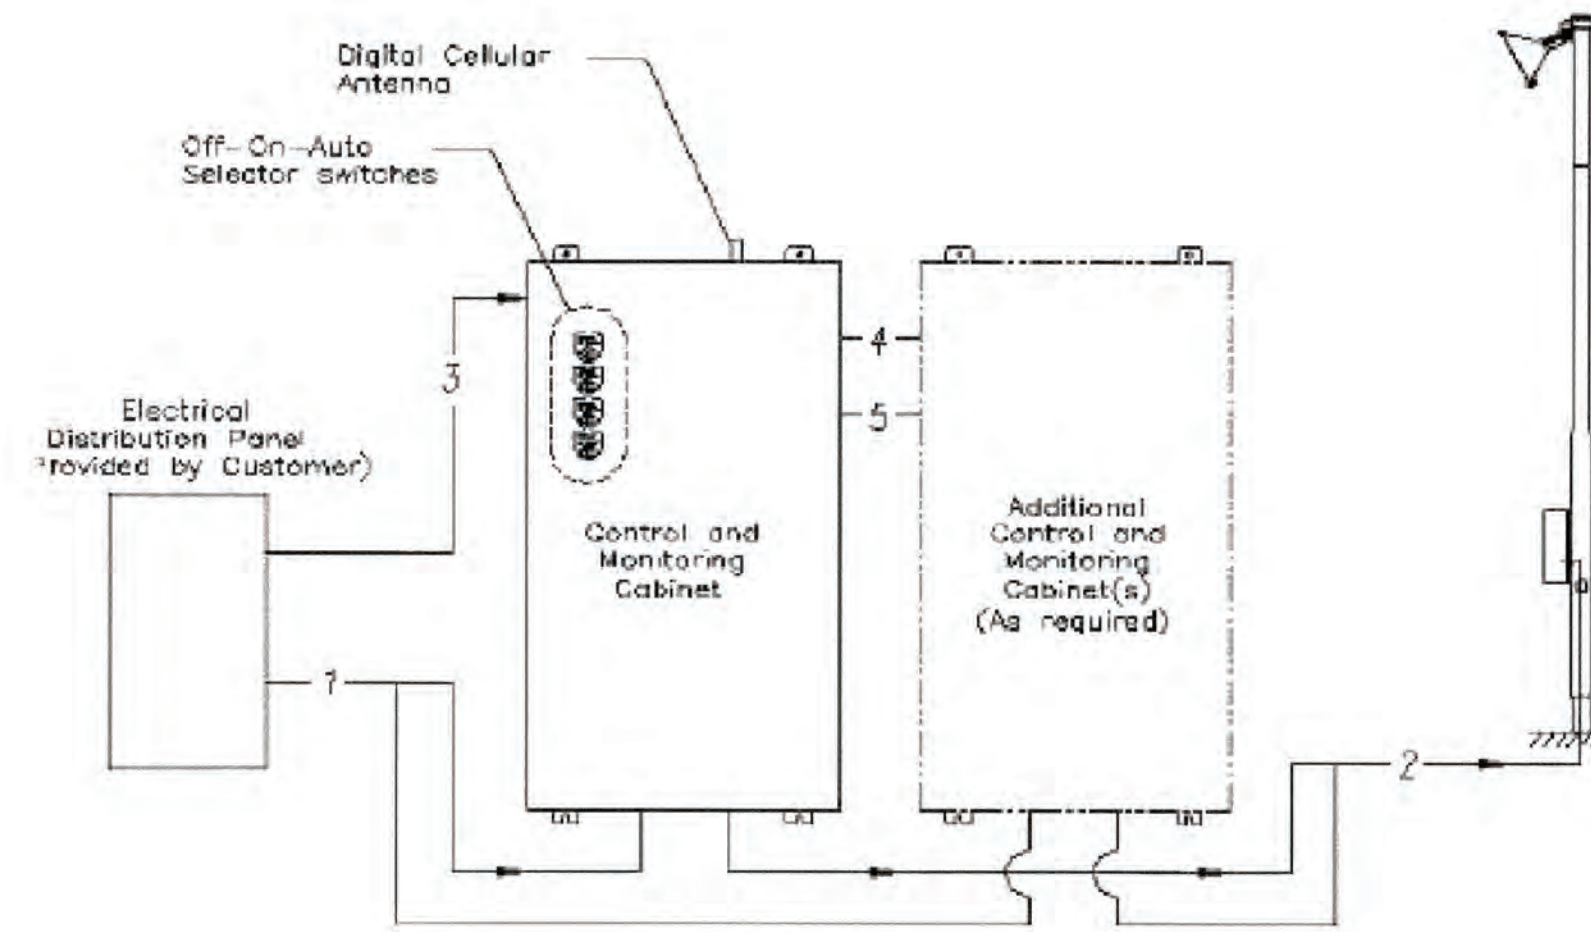 Digital Cellular
Antenna
Off-On-Auto
Selector switches
3
4
5
Electrical
Distribution Panel
rovided by Customer)
Control and
Monitoring
Cabinet
Additional
Control and
Monitoring
Cabinet(s)
(As required)
1
2